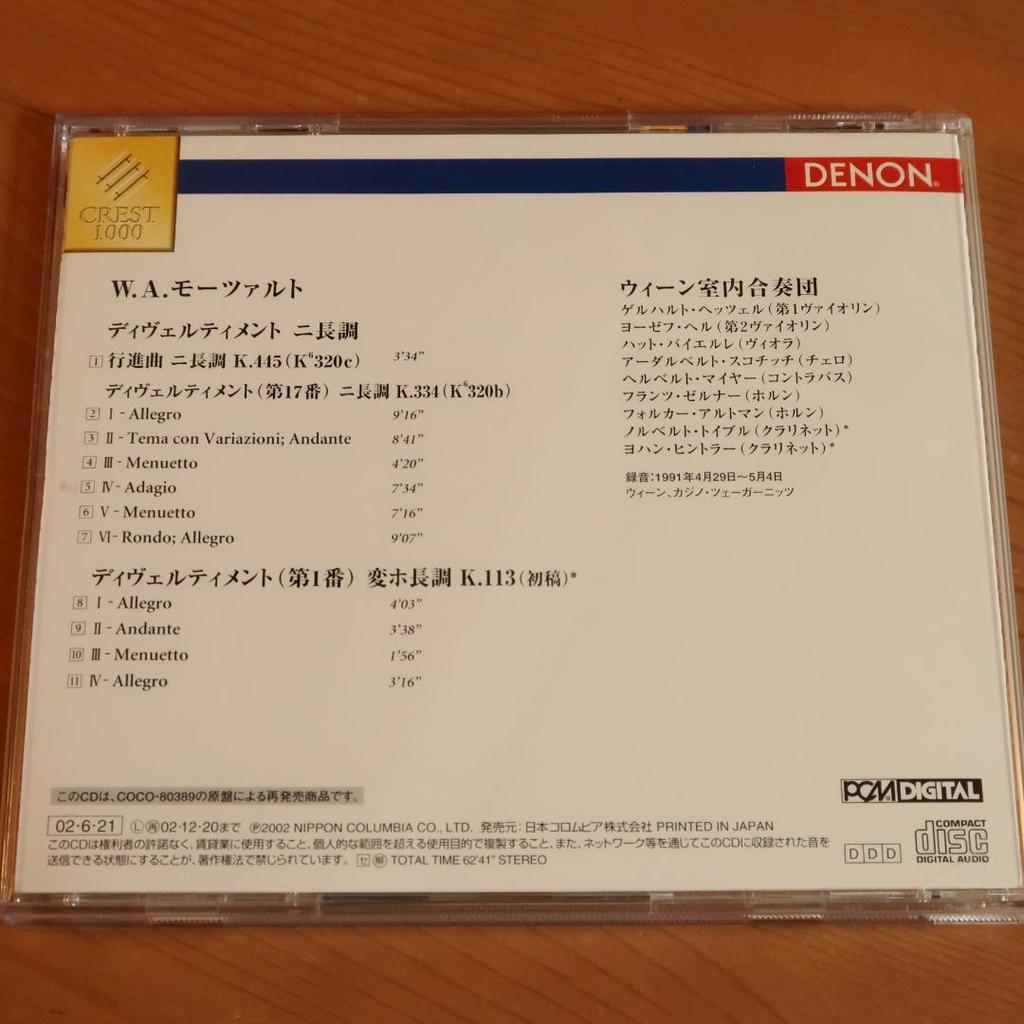 CREST
1000
DENON®
W.A.モーツァルト
ディヴェルティメント ニ長調
1 行進曲 ニ長調 K.445(K⁶320c) 3'34"
ディヴェルティメント(第17番) ニ長調 K.334(K⁶320b)
2 I - Allegro 9'16"
3 II - Tema con Variazioni; Andante 8'41"
4 III - Menuetto 4'20"
5 IV - Adagio 7'34"
6 V - Menuetto 7'16"
7 VI - Rondo; Allegro 9'07"
ディヴェルティメント(第1番) 変ホ長調 K.113(初稿)*
8 I - Allegro 4'03"
9 II - Andante 3'38"
10 III - Menuetto 1'56"
11 IV - Allegro 3'16"
ウィーン室内合奏団
ゲルハルト・ヘッツェル(第1ヴァイオリン)
ヨーゼフ・ヘル(第2ヴァイオリン)
ハット・バイエルレ(ヴィオラ)
アーダルベルト・スコチッチ(チェロ)
ヘルベルト・マイヤー(コントラバス)
フランツ・ゼルナー(ホルン)
フォルカー・アルトマン(ホルン)
ノルベルト・トイブル(クラリネット)*
ヨハン・ヒントラー(クラリネット)*
録音:1991年4月29日〜5月4日
ウィーン、カジノ・ツェーガーニッツ
このCDは、COCO-80389の原盤による再発売商品です。
02・6・21 Ⓛ㊢02・12・20まで ℗2002 NIPPON COLUMBIA CO., LTD. 発売元: 日本コロムビア株式会社 PRINTED IN JAPAN
このCDは権利者の許諾なく、賃貸業に使用すること、個人的な範囲を超える使用目的で複製すること、また、ネットワーク等を通じてこのCDに収録された音を
送信できる状態にすることが、著作権法で禁じられています。 TOTAL TIME 62'41" STEREO
PCM DIGITAL
DDD
COMPACT
disc
DIGITAL AUDIO